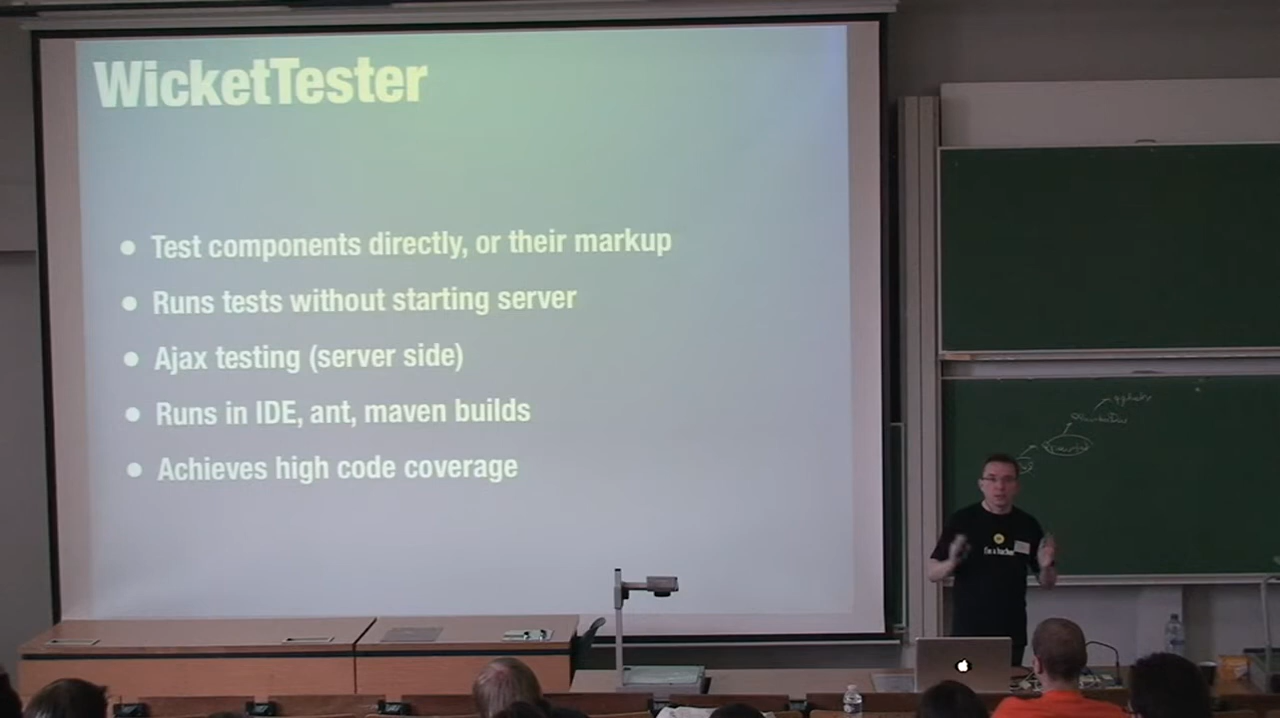 WicketTester
• Test components directly, or their markup
• Runs tests without starting server
• Ajax testing (server side)
• Runs in IDE, ant, maven builds
• Achieves high code coverage
I'm a hacker